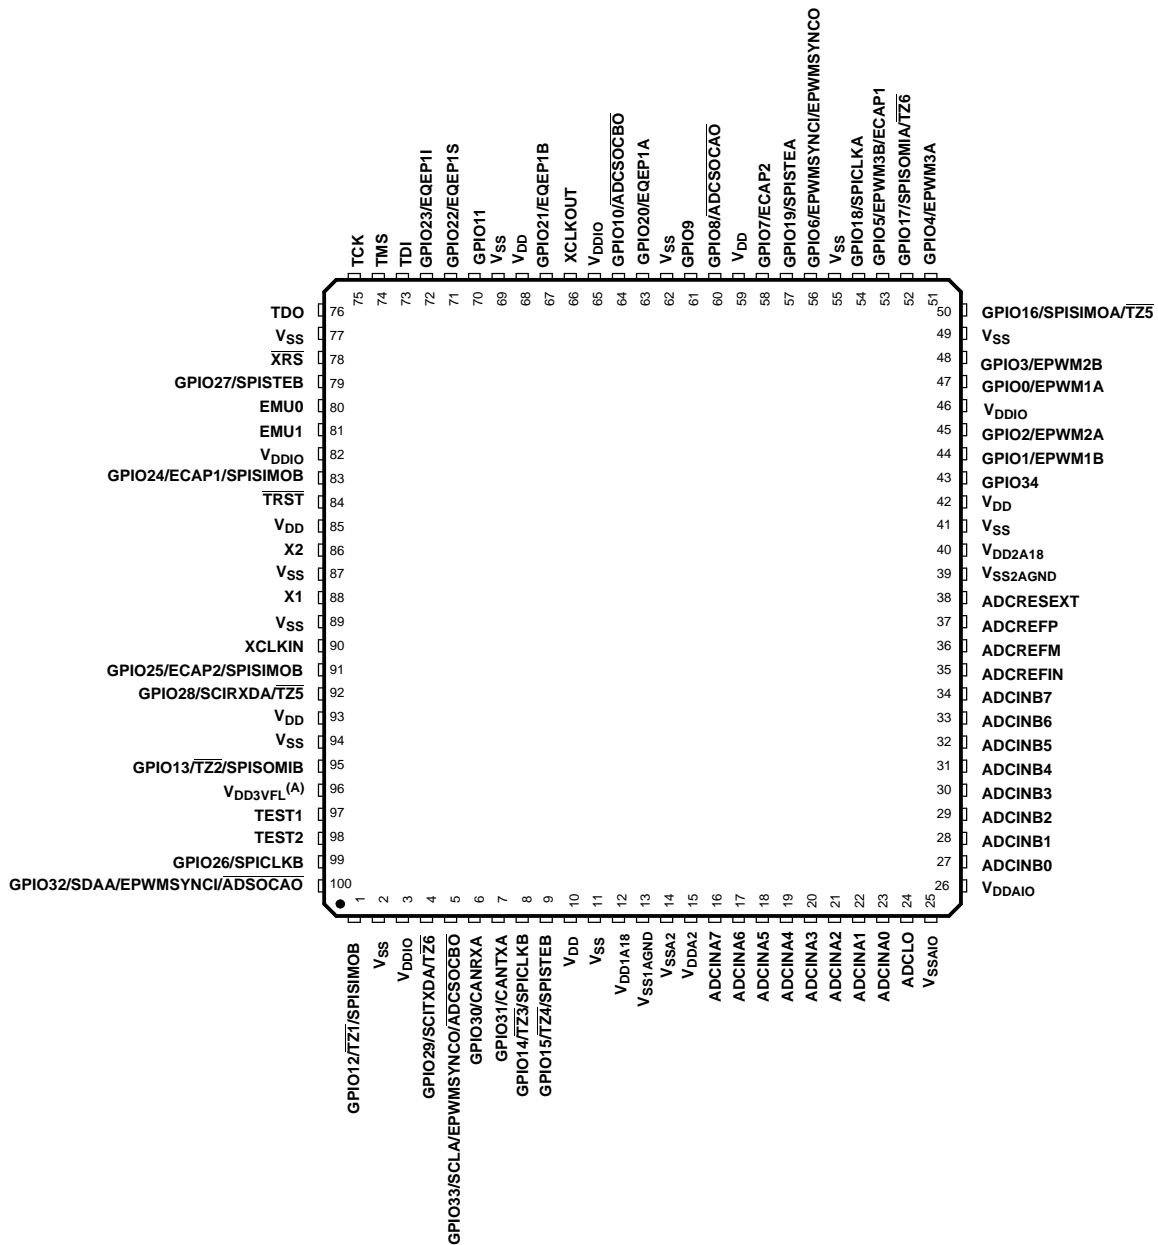 GPIO6/EPWMSYNCI/EPWMSYNCO
TCK
TMS
TDI
GPIO23/EQEP1I
GPIO22/EQEP1S
GPIO11
VSS
VDD
GPIO21/EQEP1B
XCLKOUT
VDDIO
GPIO10/ADCSOCBO
GPIO20/EQEP1A
VSS
GPIO9
GPIO8/ADCSOCAO
VDD
GPIO7/ECAP2
GPIO19/SPISTEA
VSS
GPIO18/SPICLKA
GPIO5/EPWM3B/ECAP1
GPIO17/SPISOMIA/TZ6
GPIO4/EPWM3A
75 74 73 72 71 70 69 68 67 66 65 64 63 62 61 60 59 58 57 56 55 54 53 52 51
TDO 76
VSS 77
XRS 78
GPIO27/SPISTEB 79
EMU0 80
EMU1 81
VDDIO 82
GPIO24/ECAP1/SPISIMOB 83
TRST 84
VDD 85
X2 86
VSS 87
X1 88
VSS 89
XCLKIN 90
GPIO25/ECAP2/SPISIMOB 91
GPIO28/SCIRXDA/TZ5 92
VDD 93
VSS 94
GPIO13/TZ2/SPISOMIB 95
VDD3VFL(A) 96
TEST1 97
TEST2 98
GPIO26/SPICLKB 99
GPIO32/SDAA/EPWMSYNCI/ADSOCAO 100
50 GPIO16/SPISIMOA/TZ5
49 VSS
48 GPIO3/EPWM2B
47 GPIO0/EPWM1A
46 VDDIO
45 GPIO2/EPWM2A
44 GPIO1/EPWM1B
43 GPIO34
42 VDD
41 VSS
40 VDD2A18
39 VSS2AGND
38 ADCRESEXT
37 ADCREFP
36 ADCREFM
35 ADCREFIN
34 ADCINB7
33 ADCINB6
32 ADCINB5
31 ADCINB4
30 ADCINB3
29 ADCINB2
28 ADCINB1
27 ADCINB0
26 VDDAIO
1 2 3 4 5 6 7 8 9 10 11 12 13 14 15 16 17 18 19 20 21 22 23 24 25
GPIO12/TZ1/SPISIMOB
VSS
VDDIO
GPIO29/SCITXDA/TZ6
GPIO33/SCLA/EPWMSYNCO/ADCSOCBO
GPIO30/CANRXA
GPIO31/CANTXA
GPIO14/TZ3/SPICLKB
GPIO15/TZ4/SPISTEB
VDD
VSS
VDD1A18
VSS1AGND
VSSA2
VDDA2
ADCINA7
ADCINA6
ADCINA5
ADCINA4
ADCINA3
ADCINA2
ADCINA1
ADCINA0
ADCLO
VSSAIO